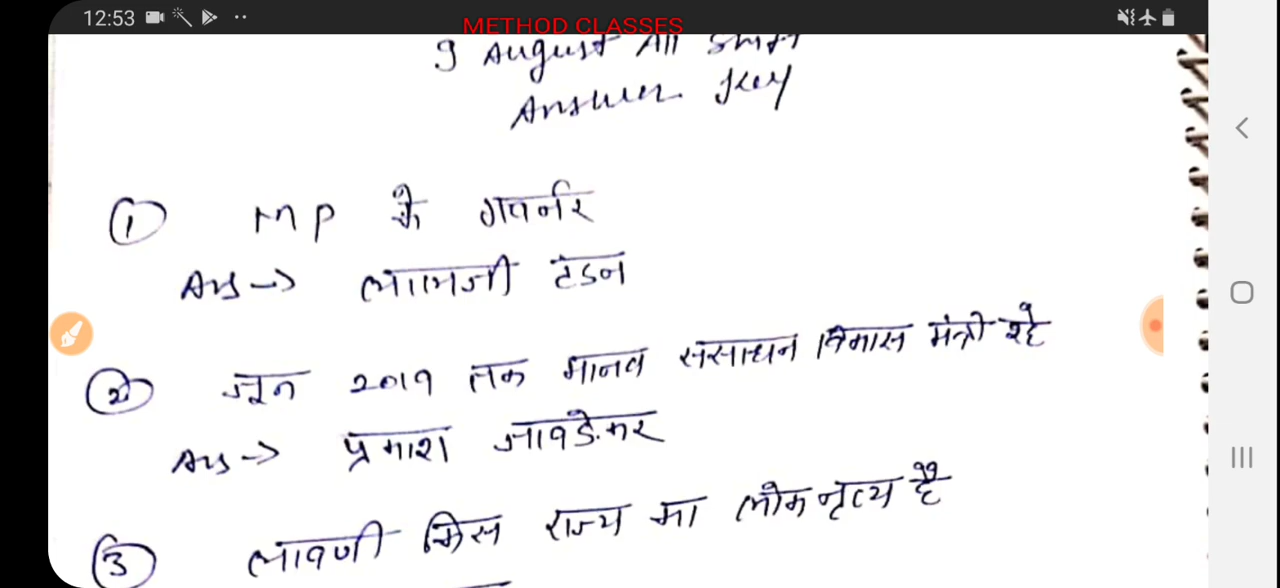 12:53
METHOD CLASSES
9 August All Shift
Answer Key
① MP के गवर्नर
Ans → लालजी टंडन
② जून 2019 तक मानव संसाधन विकास मंत्री रहे
Ans → प्रकाश जावडेकर
③ लावणी किस राज्य का लोक नृत्य है